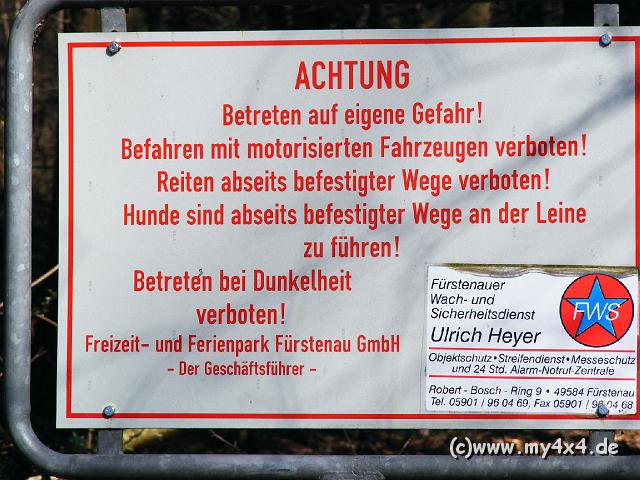 ACHTUNG
Betreten auf eigene Gefahr!
Befahren mit motorisierten Fahrzeugen verboten!
Reiten abseits befestigter Wege verboten!
Hunde sind abseits befestigter Wege an der Leine
zu führen!
Betreten bei Dunkelheit
verboten!
Freizeit- und Ferienpark Fürstenau GmbH
- Der Geschäftsführer -
Fürstenauer
Wach- und
Sicherheitsdienst
Ulrich Heyer
FWS
Objektschutz•Streifendienst•Messeschutz
und 24 Std. Alarm-Notruf-Zentrale
Robert - Bosch - Ring 9 • 49584 Fürstenau
Tel. 05901 / 96 04 69, Fax 05901 / 96 04 68
(c)www.my4x4.de